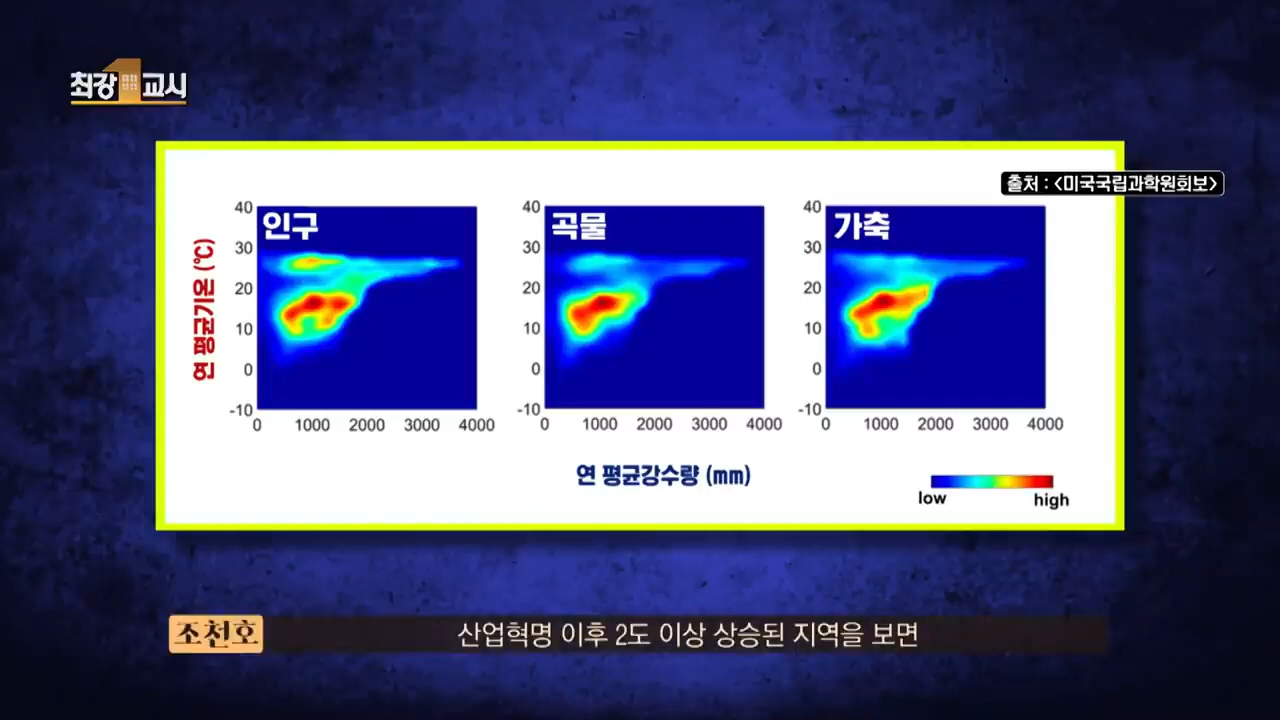 최강1교시
출처 : <미국국립과학원회보>
연 평균기온 (℃)
인구
40
30
20
10
0
-10
0 1000 2000 3000 4000
곡물
40
30
20
10
0
-10
0 1000 2000 3000 4000
가축
40
30
20
10
0
-10
0 1000 2000 3000 4000
연 평균강수량 (mm)
low high
조천호 산업혁명 이후 2도 이상 상승된 지역을 보면